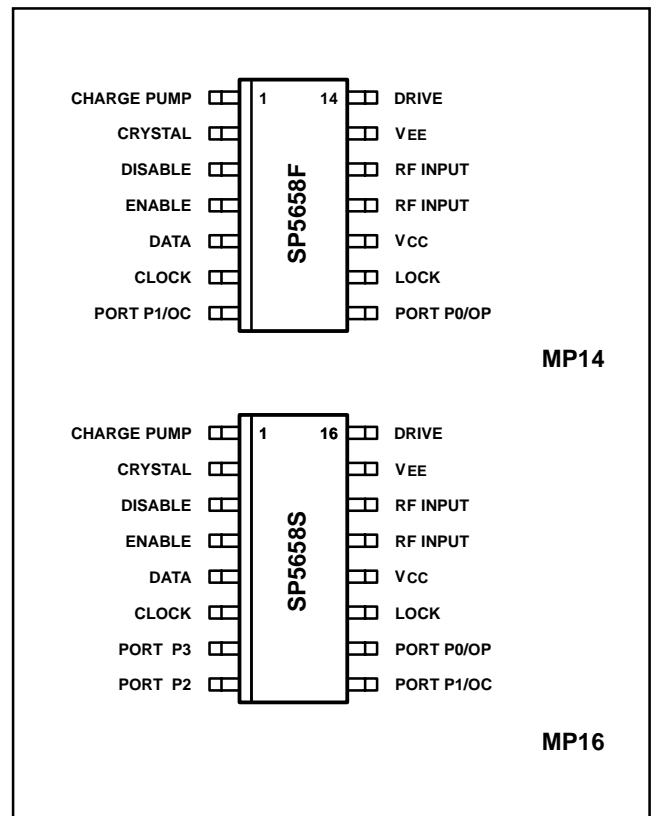 CHARGE PUMP 1 14 DRIVE
CRYSTAL VEE
DISABLE RF INPUT
ENABLE RF INPUT
DATA VCC
CLOCK LOCK
PORT P1/OC PORT P0/OP
SP5658F
MP14
CHARGE PUMP 1 16 DRIVE
CRYSTAL VEE
DISABLE RF INPUT
ENABLE RF INPUT
DATA VCC
CLOCK LOCK
PORT P3 PORT P0/OP
PORT P2 PORT P1/OC
SP5658S
MP16